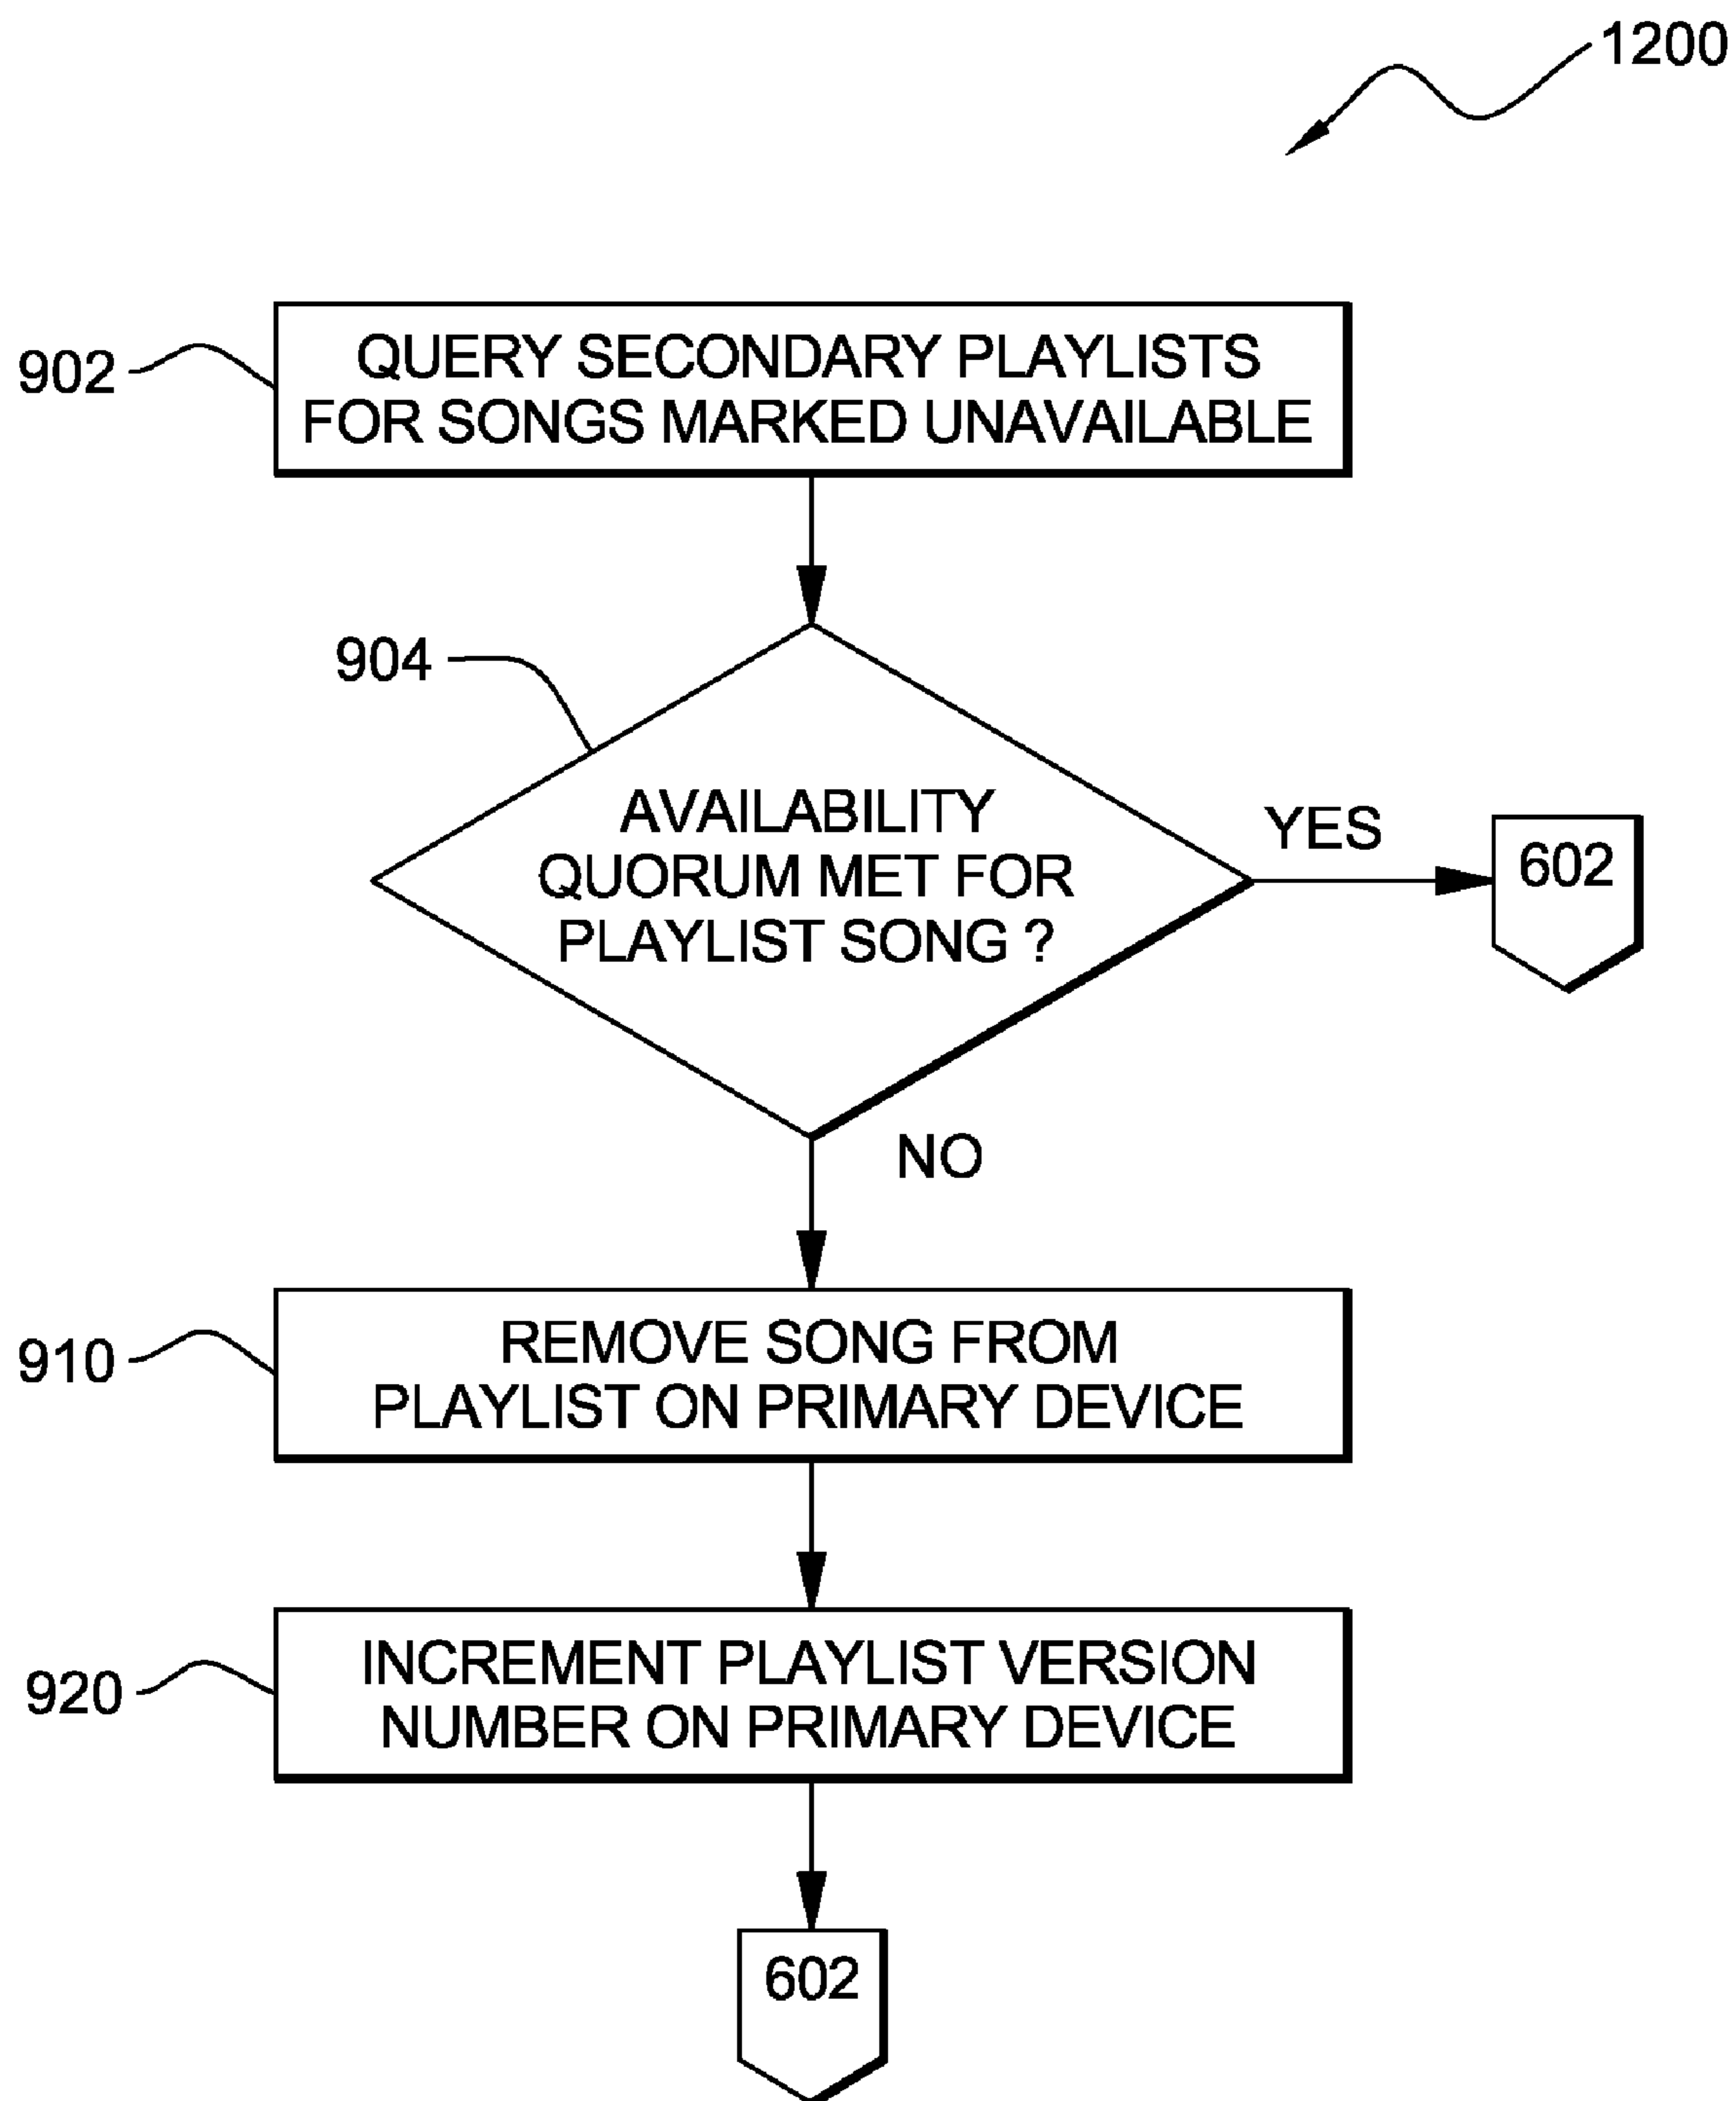 1200
902
QUERY SECONDARY PLAYLISTS
FOR SONGS MARKED UNAVAILABLE
904
AVAILABILITY
QUORUM MET FOR
PLAYLIST SONG ?
YES
602
NO
910
REMOVE SONG FROM
PLAYLIST ON PRIMARY DEVICE
920
INCREMENT PLAYLIST VERSION
NUMBER ON PRIMARY DEVICE
602